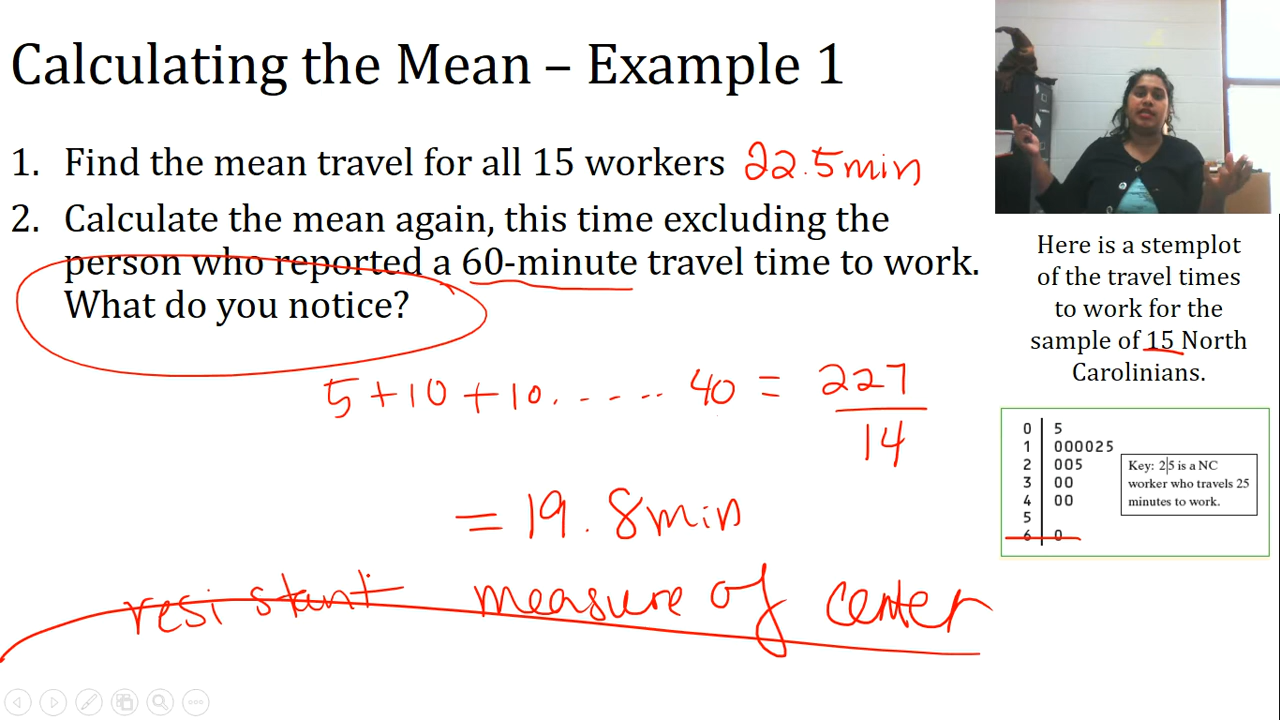 Calculating the Mean – Example 1
1. Find the mean travel for all 15 workers 22.5min
2. Calculate the mean again, this time excluding the
person who reported a 60-minute travel time to work.
What do you notice?
5+10+10. . . . . . 40 = 227
14
= 19.8min
resistant measure of center
Here is a stemplot
of the travel times
to work for the
sample of 15 North
Carolinians.
0 5
1 000025
2 005
3 00
4 00
5
6 0
Key: 2|5 is a NC
worker who travels 25
minutes to work.